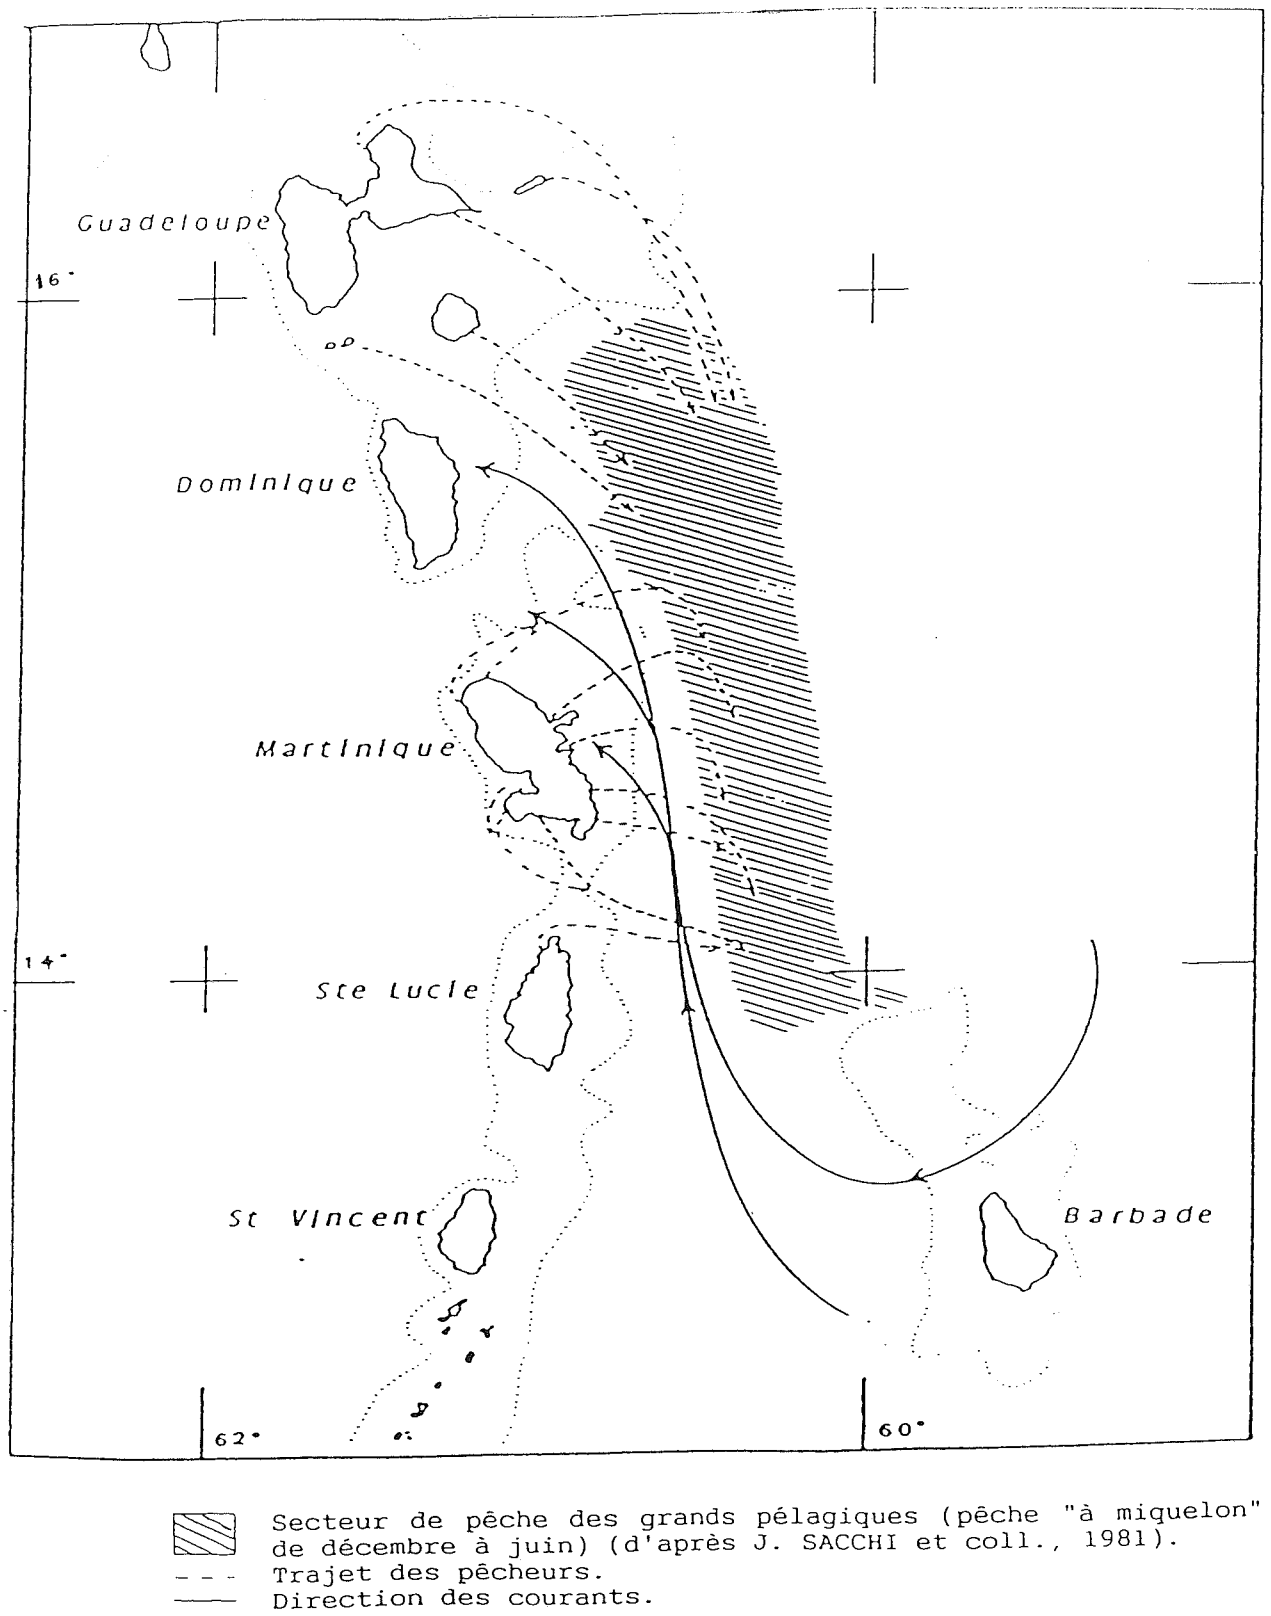 Guadeloupe
16°
Dominique
Martinique
14°
Ste Lucie
St Vincent
Barbade
62°
60°
Secteur de pêche des grands pélagiques (pêche "à miquelon"
de décembre à juin) (d'après J. SACCHI et coll., 1981).
Trajet des pêcheurs.
Direction des courants.